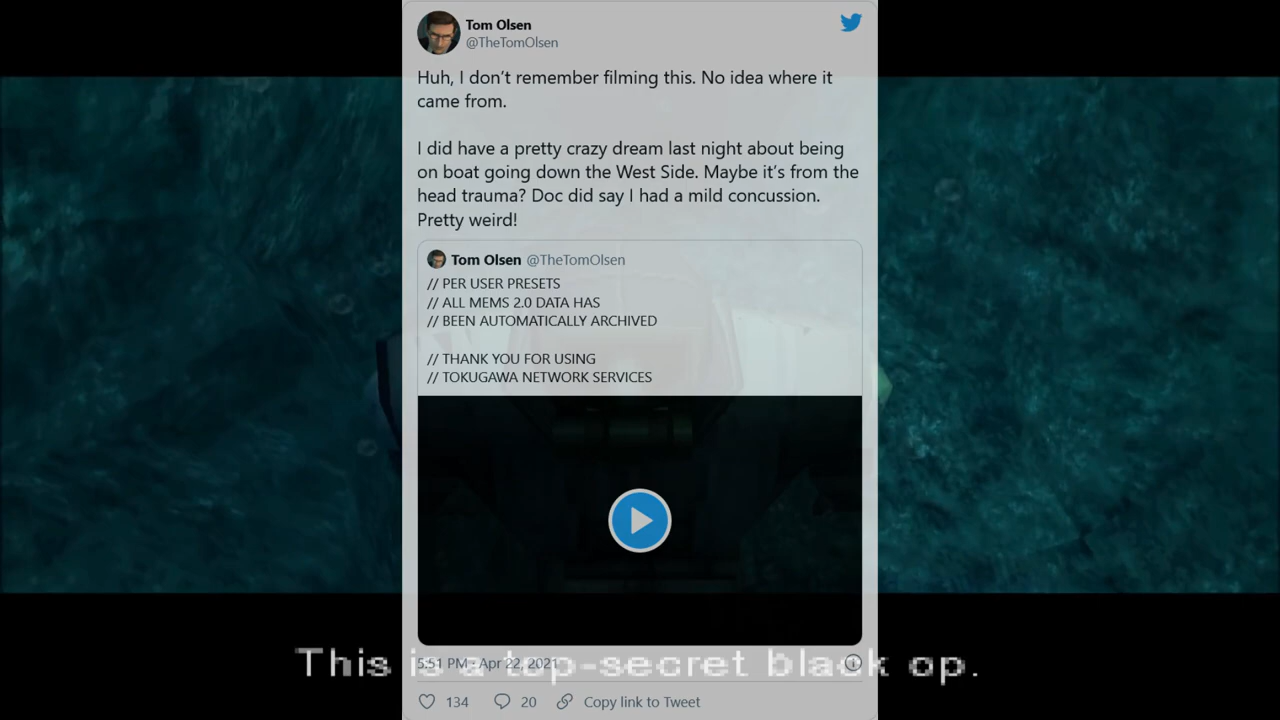 Tom Olsen
@TheTomOlsen
Huh, I don’t remember filming this. No idea where it
came from.
I did have a pretty crazy dream last night about being
on boat going down the West Side. Maybe it’s from the
head trauma? Doc did say I had a mild concussion.
Pretty weird!
Tom Olsen @TheTomOlsen
// PER USER PRESETS
// ALL MEMS 2.0 DATA HAS
// BEEN AUTOMATICALLY ARCHIVED
// THANK YOU FOR USING
// TOKUGAWA NETWORK SERVICES
This is a top-secret black op.
5:51 PM · Apr 22, 2021
134 20 Copy link to Tweet